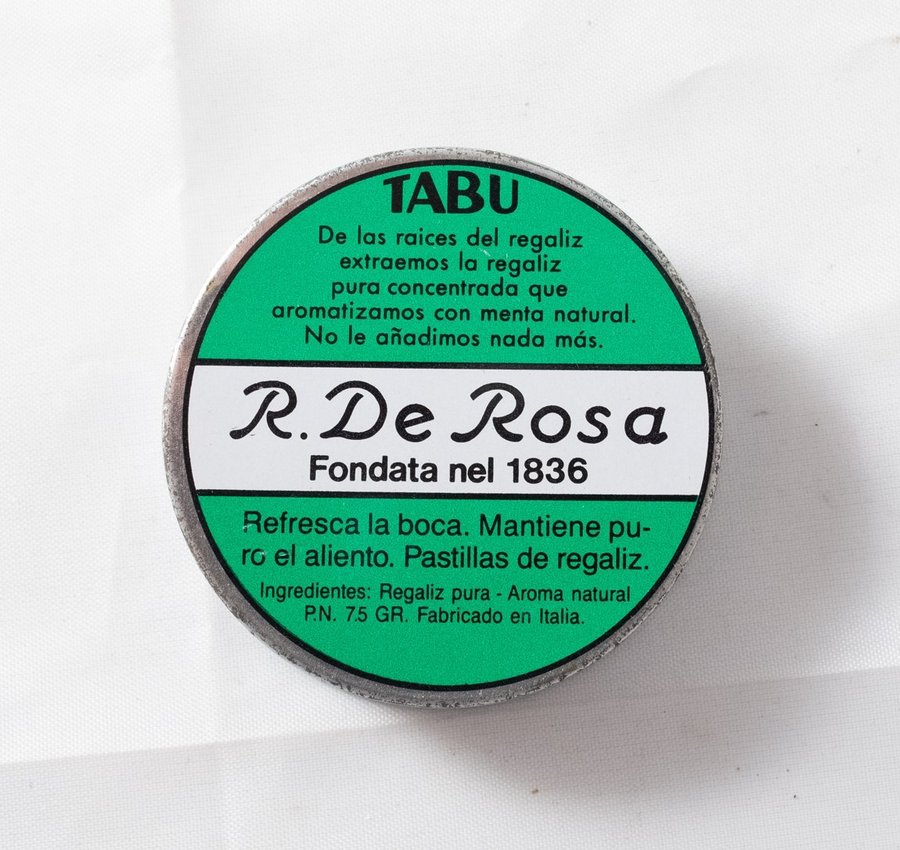 TABU
De las raices del regaliz
extraemos la regaliz
pura concentrada que
aromatizamos con menta natural.
No le añadimos nada más.
R. De Rosa
Fondata nel 1836
Refresca la boca. Mantiene pu-
ro el aliento. Pastillas de regaliz.
Ingredientes: Regaliz pura - Aroma natural
P.N. 7.5 GR. Fabricado en Italia.